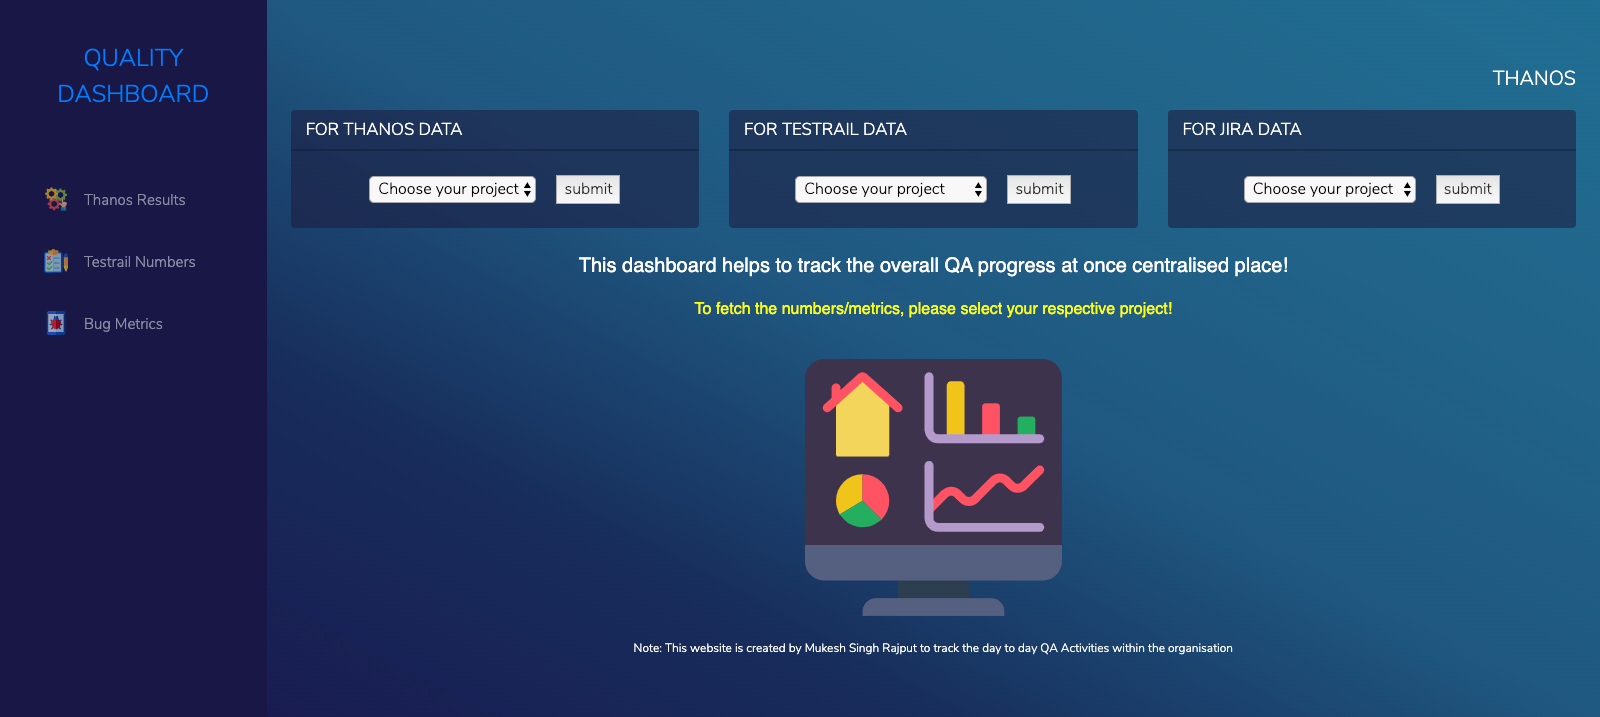 QUALITY
DASHBOARD
Thanos Results
Testrail Numbers
Bug Metrics
THANOS
FOR THANOS DATA
Choose your project submit
FOR TESTRAIL DATA
Choose your project submit
FOR JIRA DATA
Choose your project submit
This dashboard helps to track the overall QA progress at once centralised place!
To fetch the numbers/metrics, please select your respective project!
Note: This website is created by Mukesh Singh Rajput to track the day to day QA Activities within the organisation